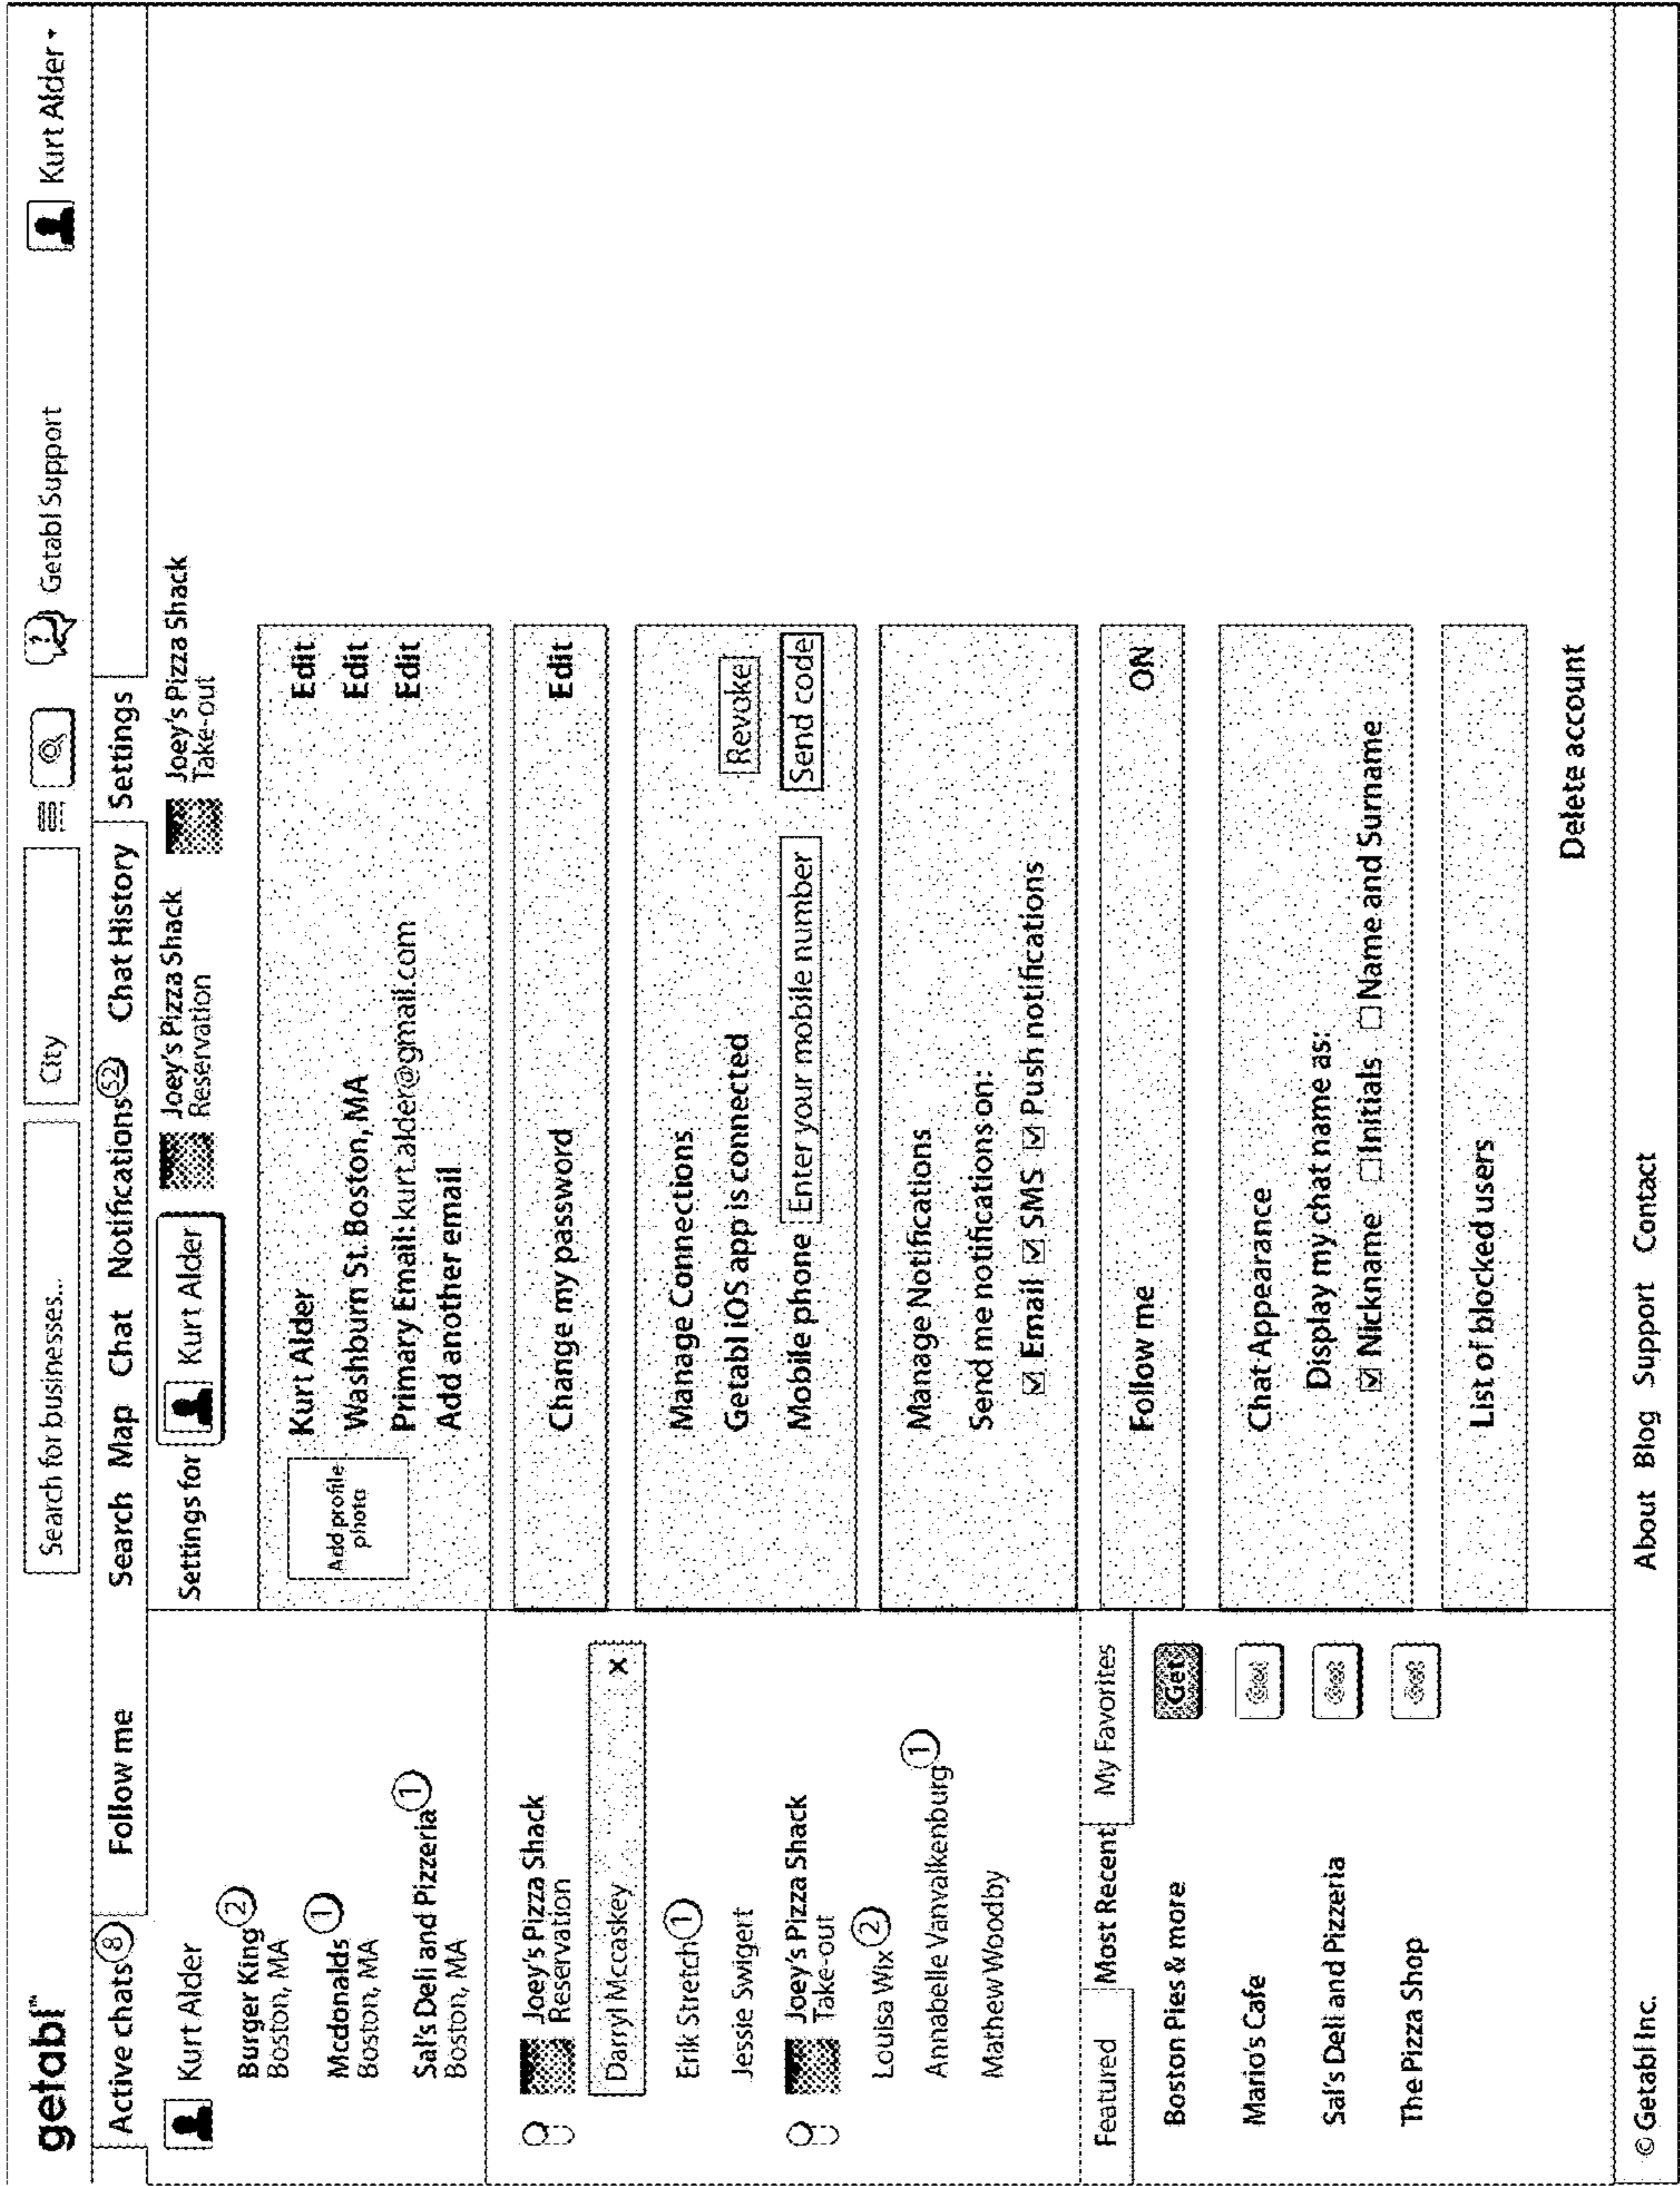 getabl™
Search for businesses..
City
Getabl Support
Kurt Alder
Active chats 8
Follow me
Search Map Chat Notifications 52 Chat History Settings
Kurt Alder
Burger King 2
Boston, MA
Mcdonalds 1
Boston, MA
Sal's Deli and Pizzeria 1
Boston, MA
Joey's Pizza Shack
Reservation
Darryl Mccaskey x
Erik Stretch 1
Jessie Swigert
Joey's Pizza Shack
Take-out
Louisa Wix 2
Annabelle Vanvalkenburg 1
Mathew Woodby
Featured Most Recent My Favorites
Boston Pies & more Get
Mario's Cafe Get
Sal's Deli and Pizzeria Get
The Pizza Shop Get
Settings for Kurt Alder
Joey's Pizza Shack
Reservation
Joey's Pizza Shack
Take-out
Add profile
photo
Kurt Alder Edit
Washburn St. Boston, MA Edit
Primary Email: kurt.alder@gmail.com Edit
Add another email
Change my password Edit
Manage Connections
Getabl iOS app is connected Revoke
Mobile phone Enter your mobile number Send code
Manage Notifications
Send me notifications on:
☑ Email ☑ SMS ☑ Push notifications
Follow me ON
Chat Appearance
Display my chat name as:
☑ Nickname ☐ Initials ☐ Name and Surname
List of blocked users
Delete account
© Getabl Inc.
About Blog Support Contact